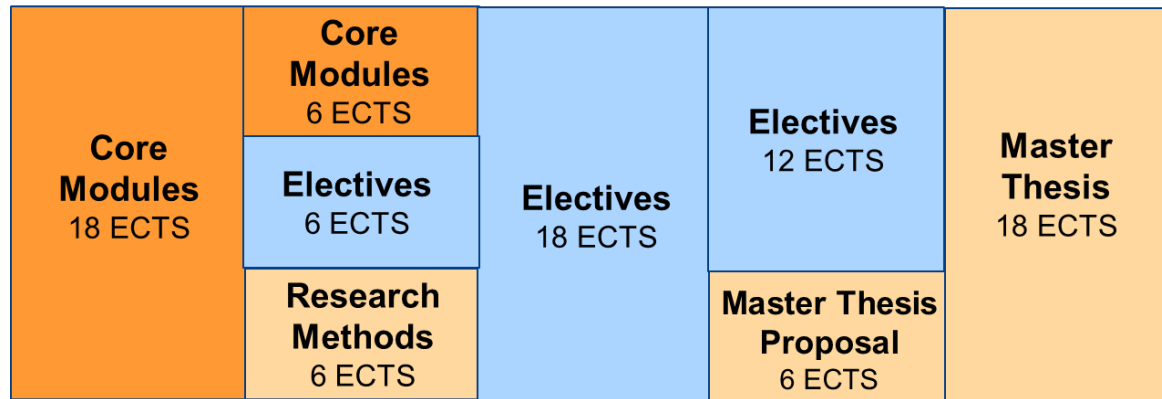 Core
Modules
18 ECTS
Core
Modules
6 ECTS
Electives
6 ECTS
Research
Methods
6 ECTS
Electives
18 ECTS
Electives
12 ECTS
Master Thesis
Proposal
6 ECTS
Master
Thesis
18 ECTS